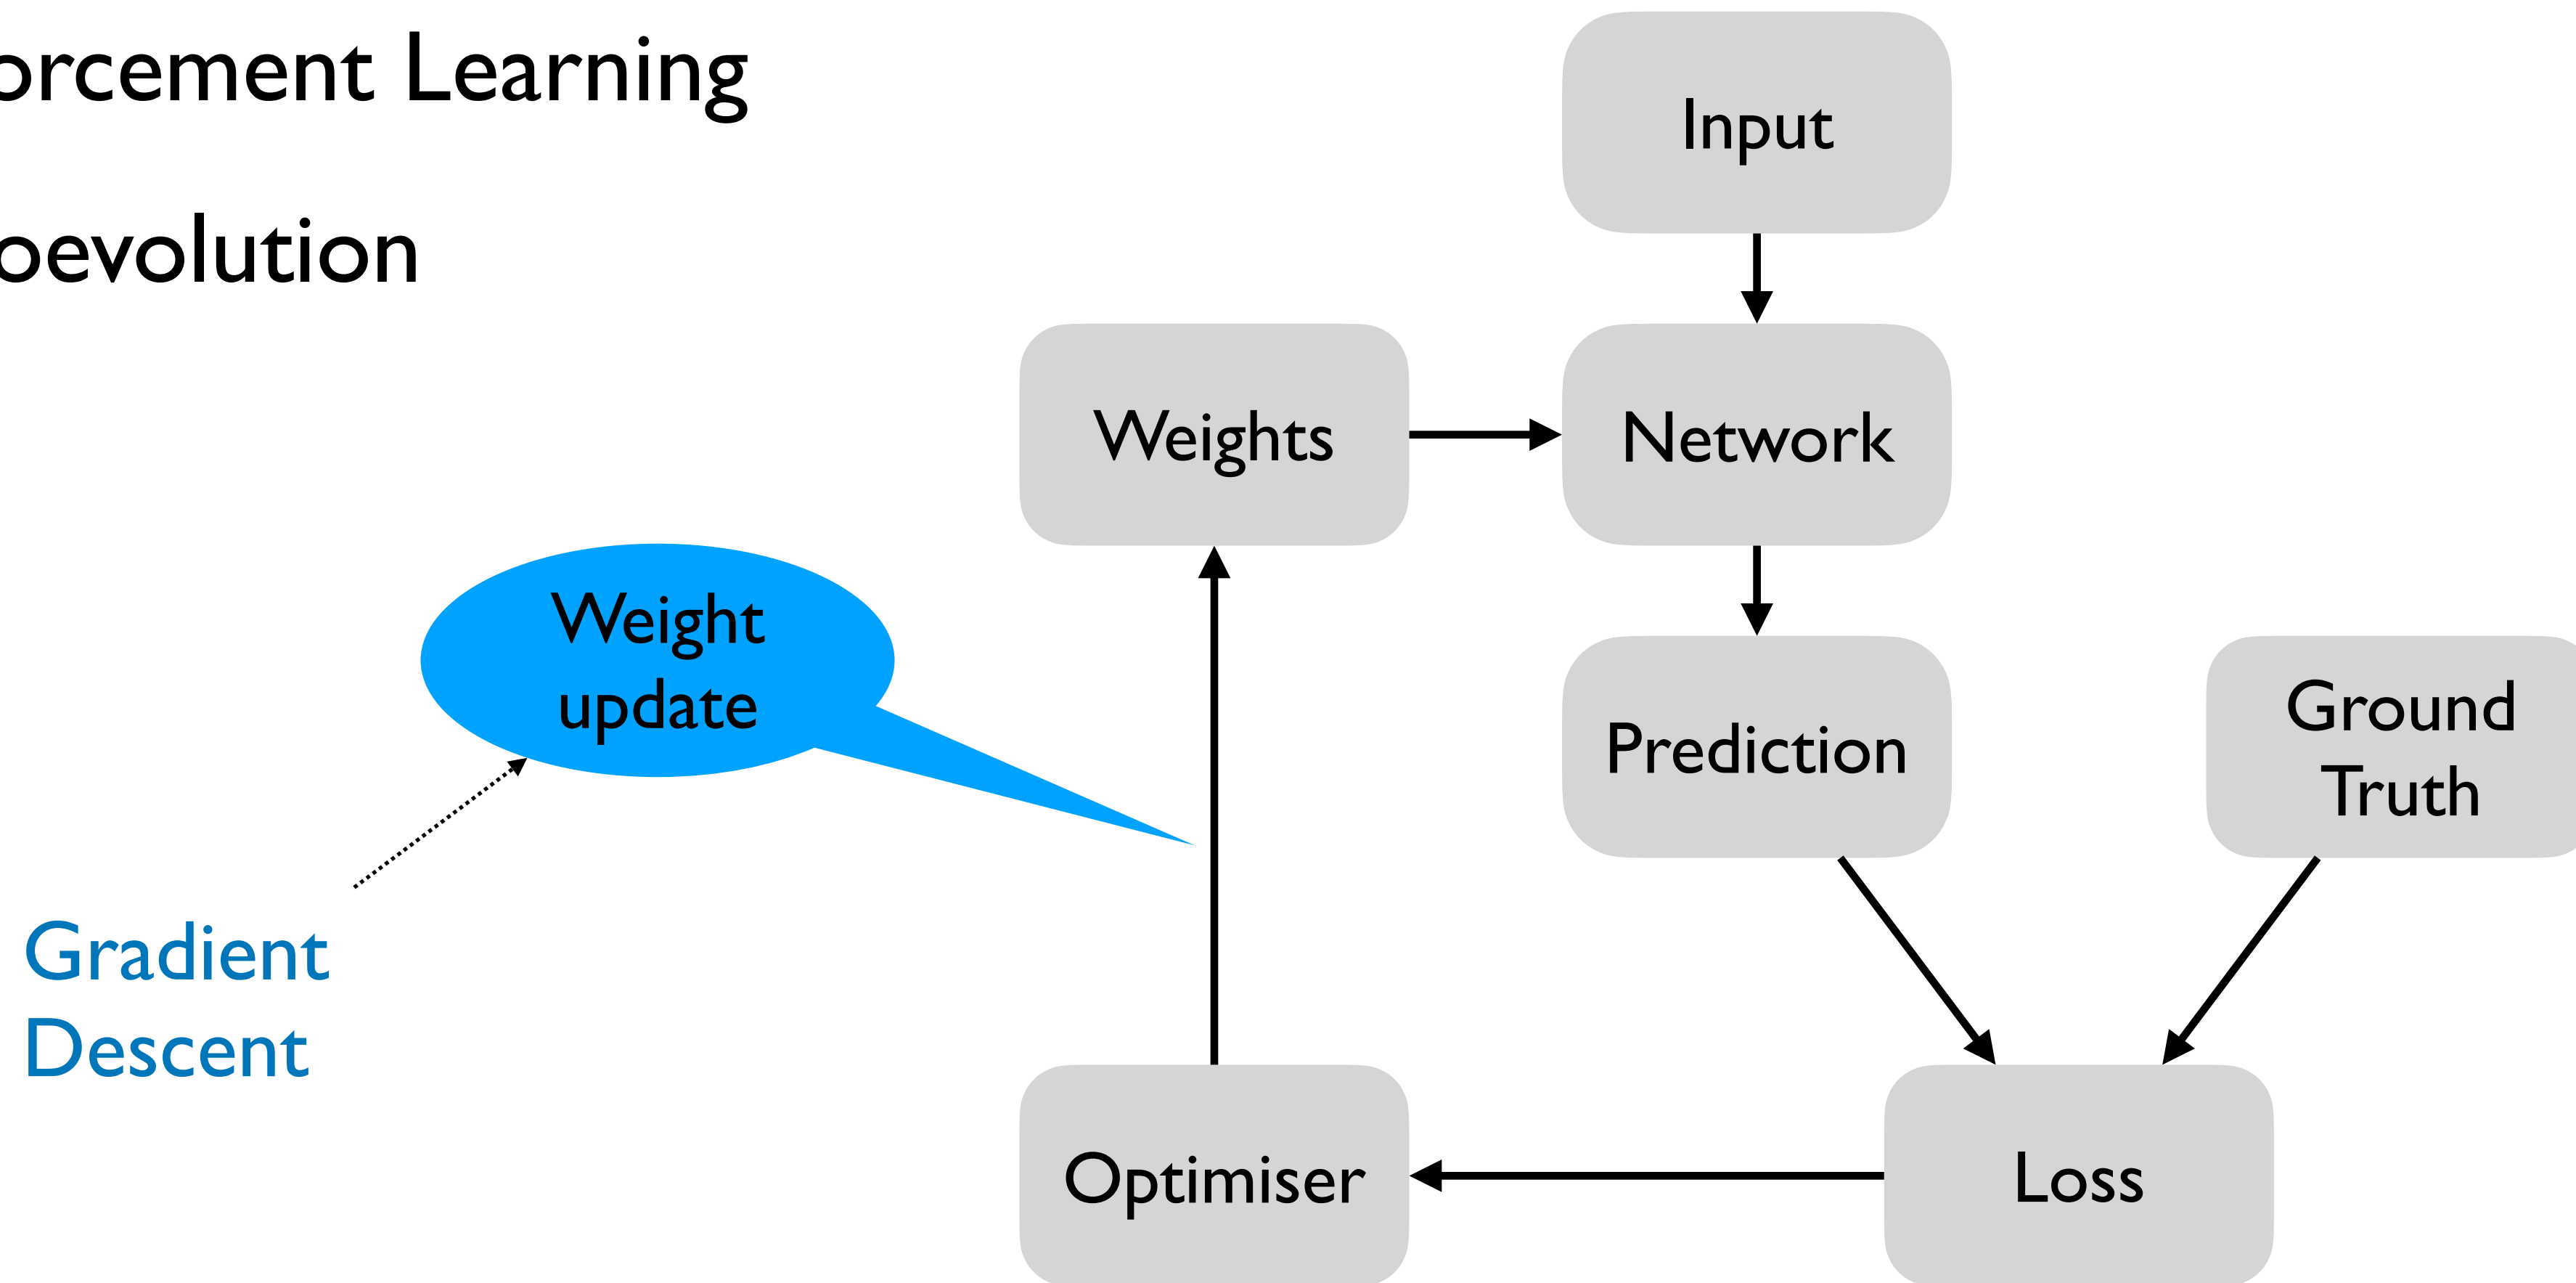 orcement Learning
oevolution
Input
Weights
Network
Weight
update
Prediction
Ground
Truth
Gradient
Descent
Optimiser
Loss